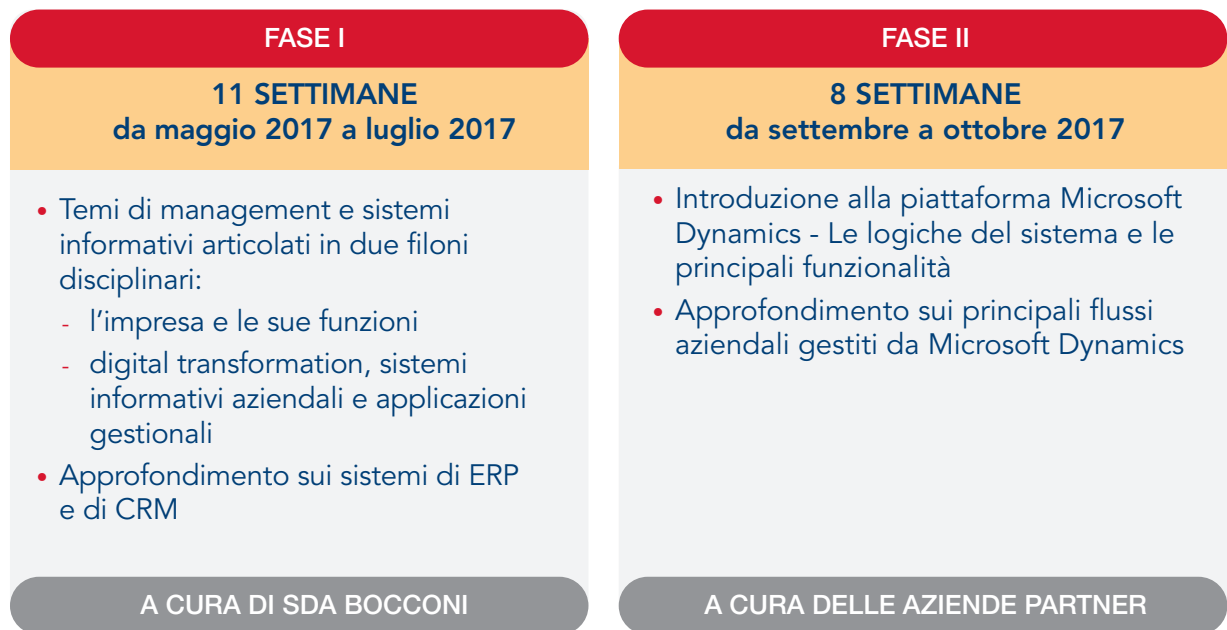 FASE I
11 SETTIMANE
da maggio 2017 a luglio 2017
• Temi di management e sistemi
informativi articolati in due filoni
disciplinari:
- l’impresa e le sue funzioni
- digital transformation, sistemi
informativi aziendali e applicazioni
gestionali
• Approfondimento sui sistemi di ERP
e di CRM
A CURA DI SDA BOCCONI
FASE II
8 SETTIMANE
da settembre a ottobre 2017
• Introduzione alla piattaforma Microsoft
Dynamics - Le logiche del sistema e le
principali funzionalità
• Approfondimento sui principali flussi
aziendali gestiti da Microsoft Dynamics
A CURA DELLE AZIENDE PARTNER